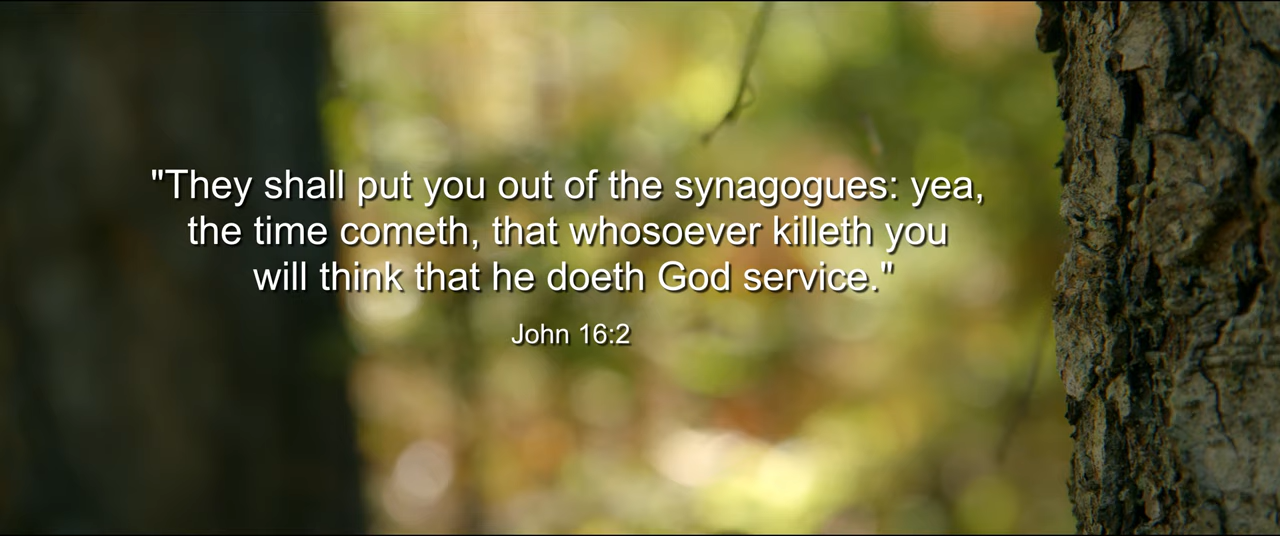 "They shall put you out of the synagogues: yea,
the time cometh, that whosoever killeth you
will think that he doeth God service."
John 16:2